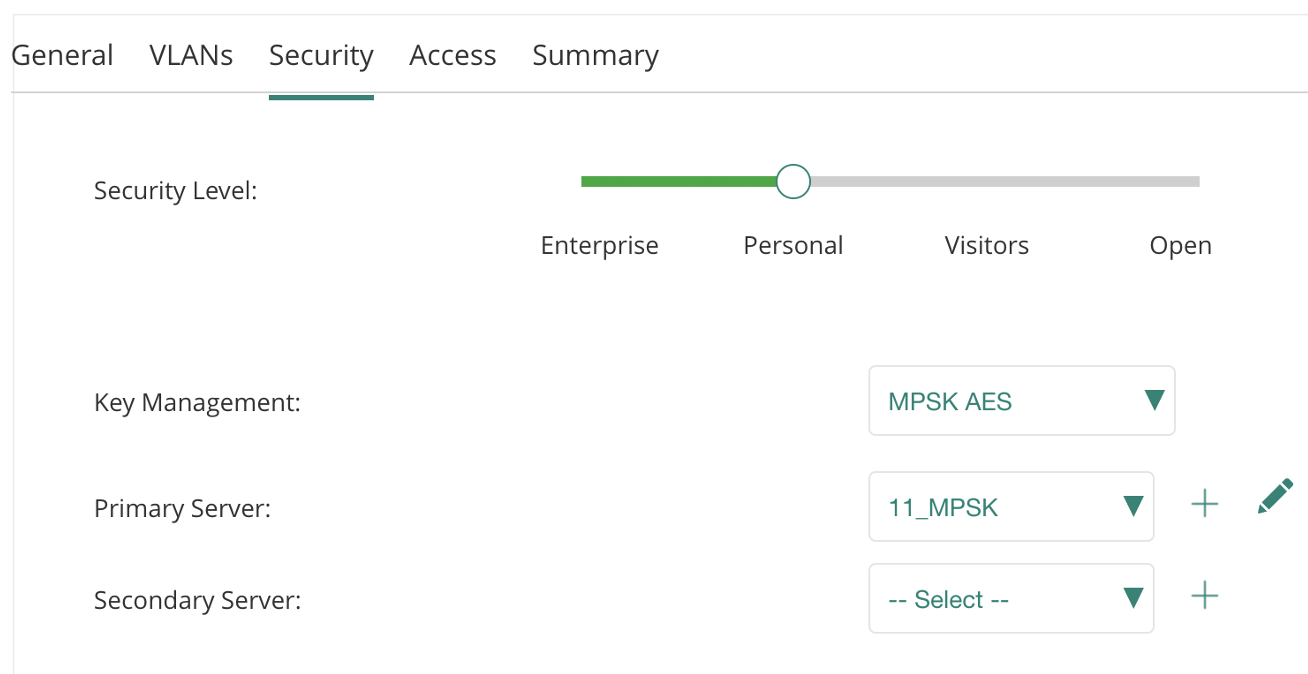 General VLANs Security Access Summary
Security Level:
Enterprise Personal Visitors Open
Key Management: MPSK AES
Primary Server: 11_MPSK
Secondary Server: -- Select --